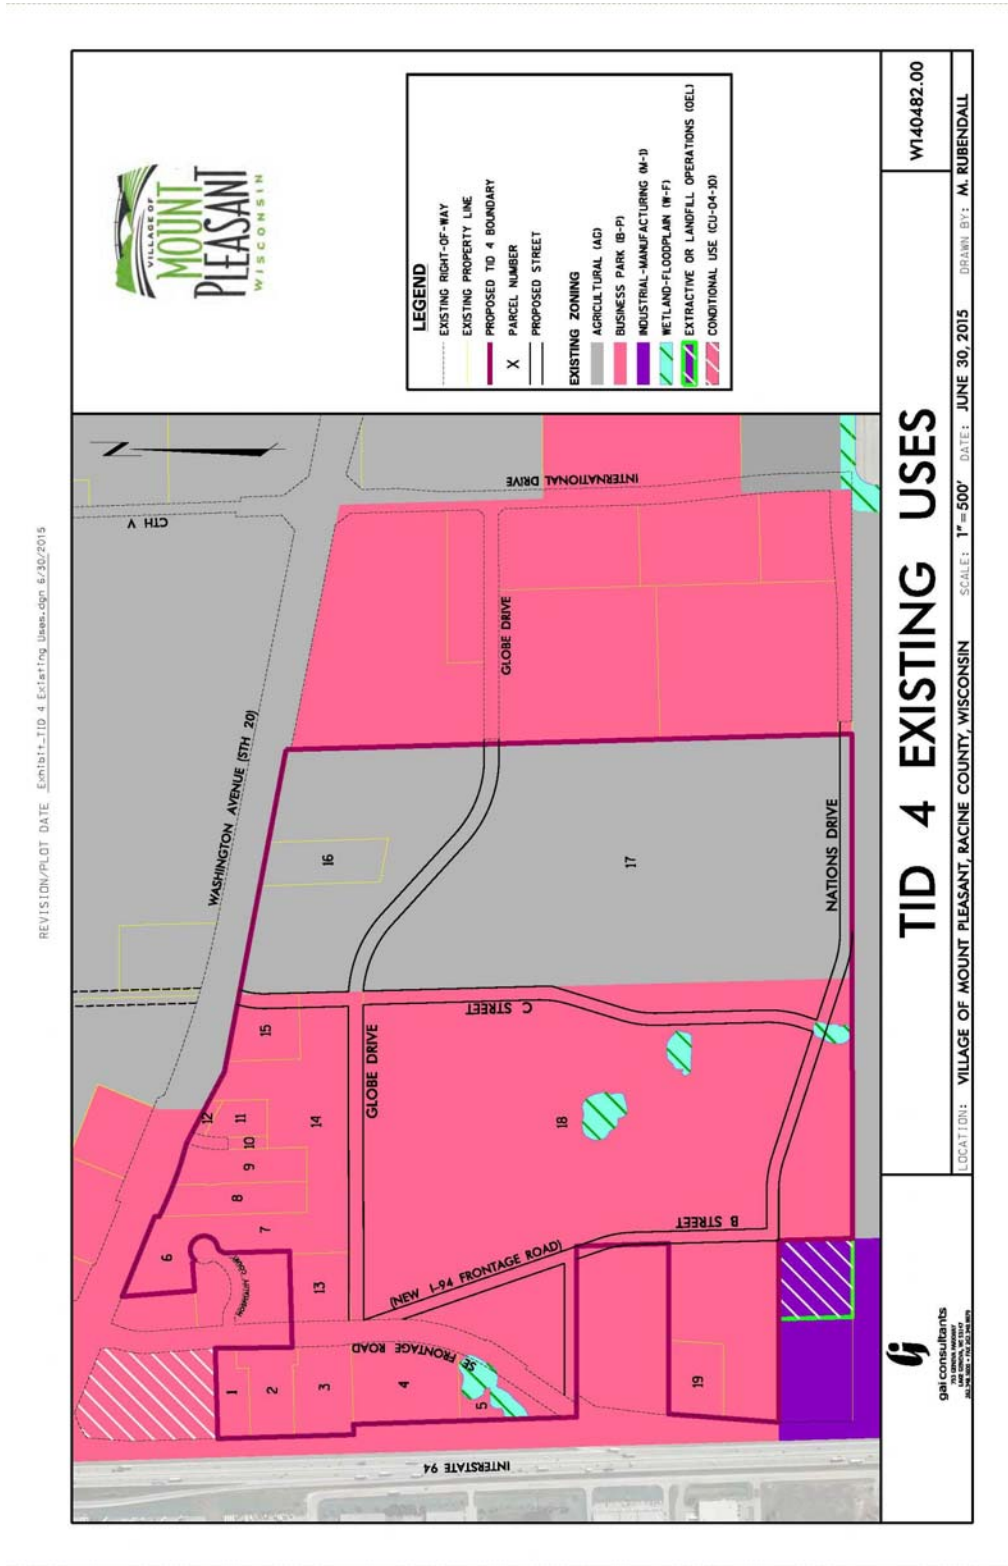 REVISION/PLOT DATE Exhibit_TID 4 Existing Uses.dgn 6/30/2015
VILLAGE OF
MOUNT
PLEASANT
WISCONSIN
LEGEND
EXISTING RIGHT-OF-WAY
EXISTING PROPERTY LINE
PROPOSED TID 4 BOUNDARY
X PARCEL NUMBER
PROPOSED STREET
EXISTING ZONING
AGRICULTURAL (AG)
BUSINESS PARK (B-P)
INDUSTRIAL-MANUFACTURING (M-1)
WETLAND-FLOODPLAIN (W-F)
EXTRACTIVE OR LANDFILL OPERATIONS (OEL)
CONDITIONAL USE (CU-04-10)
N
CTH V
WASHINGTON AVENUE (STH 20)
INTERNATIONAL DRIVE
GLOBE DRIVE
NATIONS DRIVE
C STREET
GLOBE DRIVE
B STREET
(NEW I-94 FRONTAGE ROAD)
SE FRONTAGE ROAD
INTERSTATE 94
1
2
3
4
5
6
7
8
9
10
11
12
13
14
15
16
17
18
19
gai consultants
TID 4 EXISTING USES
W140482.00
LOCATION: VILLAGE OF MOUNT PLEASANT, RACINE COUNTY, WISCONSIN SCALE: 1" = 500' DATE: JUNE 30, 2015 DRAWN BY: M. RUBENDALL